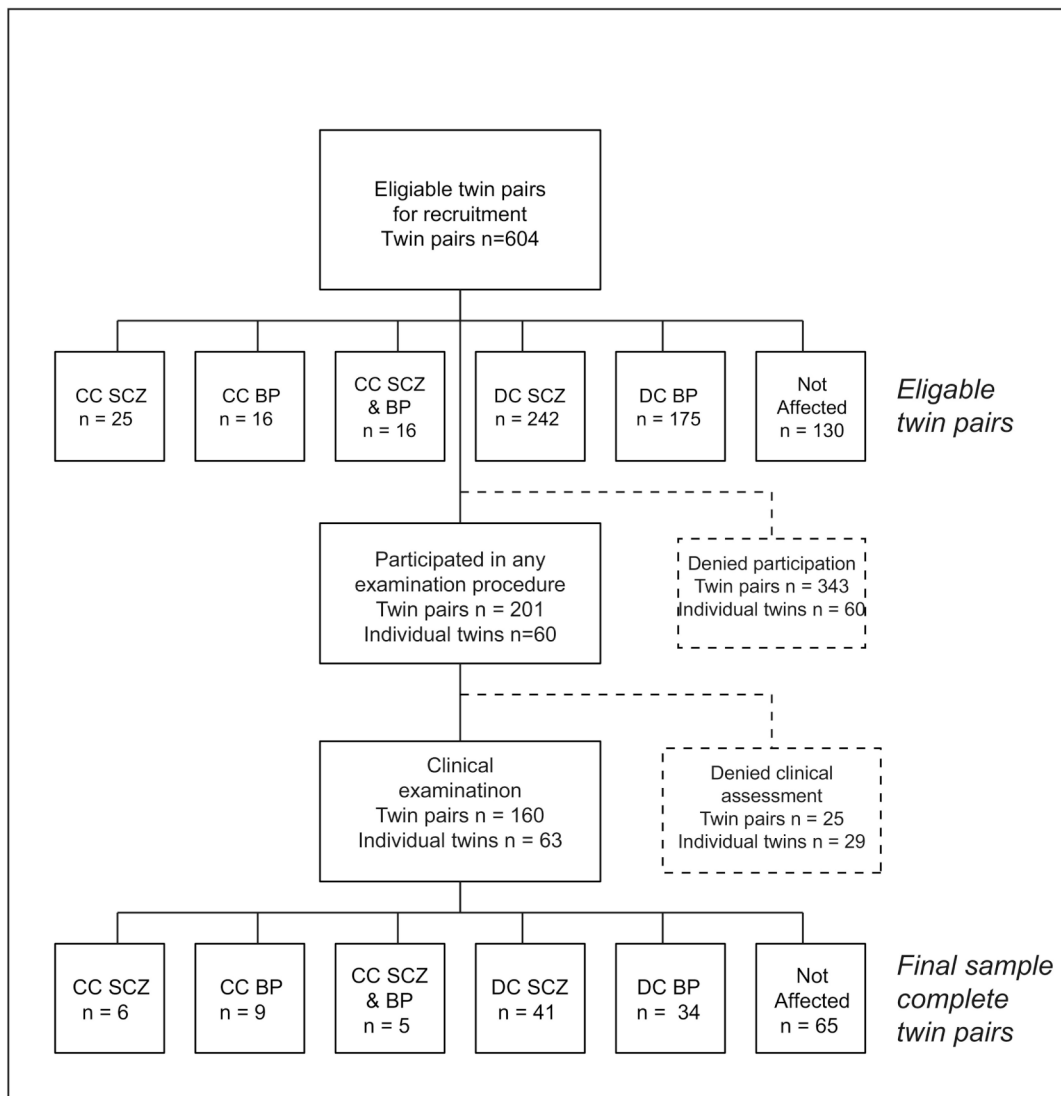 Eligiable twin pairs
for recruitment
Twin pairs n=604
CC SCZ
n = 25
CC BP
n = 16
CC SCZ
& BP
n = 16
DC SCZ
n = 242
DC BP
n = 175
Not
Affected
n = 130
Eligable
twin pairs
Participated in any
examination procedure
Twin pairs n = 201
Individual twins n=60
Denied participation
Twin pairs n = 343
Individual twins n = 60
Clinical
examinatinon
Twin pairs n = 160
Individual twins n = 63
Denied clinical
assessment
Twin pairs n = 25
Individual twins n = 29
CC SCZ
n = 6
CC BP
n = 9
CC SCZ
& BP
n = 5
DC SCZ
n = 41
DC BP
n = 34
Not
Affected
n = 65
Final sample
complete
twin pairs